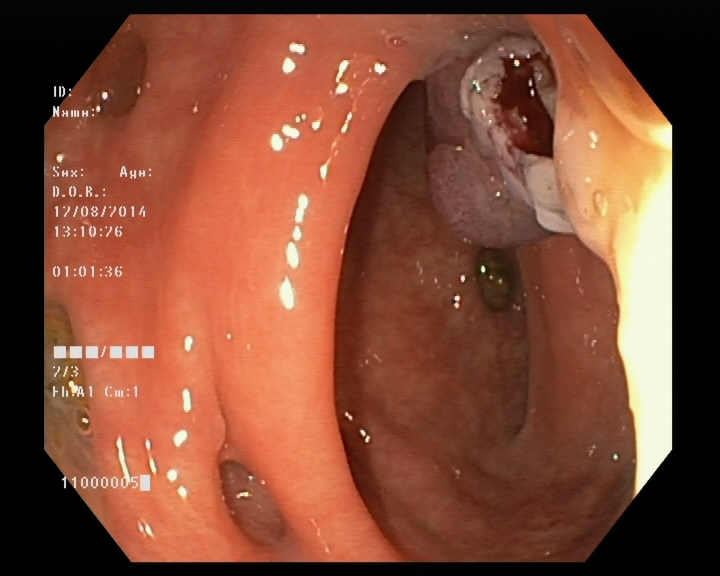 ID:
Name:
Sex: Age:
D.O.B.:
12/08/2014
13:10:26
01:01:36
■■■/■■■
2/3
Eh:A1 Cm:1
11000005